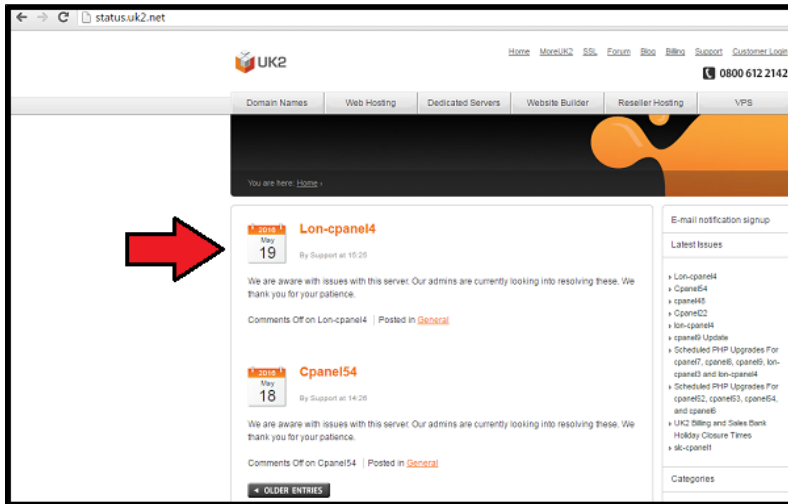 status.uk2.net
UK2
Home MoreUK2 SSL Forum Blog Billing Support Customer Login
0800 612 2142
Domain Names Web Hosting Dedicated Servers Website Builder Reseller Hosting VPS
You are here: Home ›
2016
May
19
Lon-cpanel4
By Support at 15:25
We are aware with issues with this server. Our admins are currently looking into resolving these. We
thank you for your patience.
Comments Off on Lon-cpanel4 | Posted in General
2016
May
18
Cpanel54
By Support at 14:26
We are aware with issues with this server. Our admins are currently looking into resolving these. We
thank you for your patience.
Comments Off on Cpanel54 | Posted in General
OLDER ENTRIES
E-mail notification signup
Latest Issues
Lon-cpanel4
Cpanel54
cpanel48
Cpanel22
lon-cpanel4
cpanel9 Update
Scheduled PHP Upgrades For
cpanel7, cpanel8, cpanel9, lon-
cpanel3 and lon-cpanel4
Scheduled PHP Upgrades For
cpanel52, cpanel53, cpanel54,
and cpanel6
UK2 Billing and Sales Bank
Holiday Closure Times
slc-cpanel1
Categories